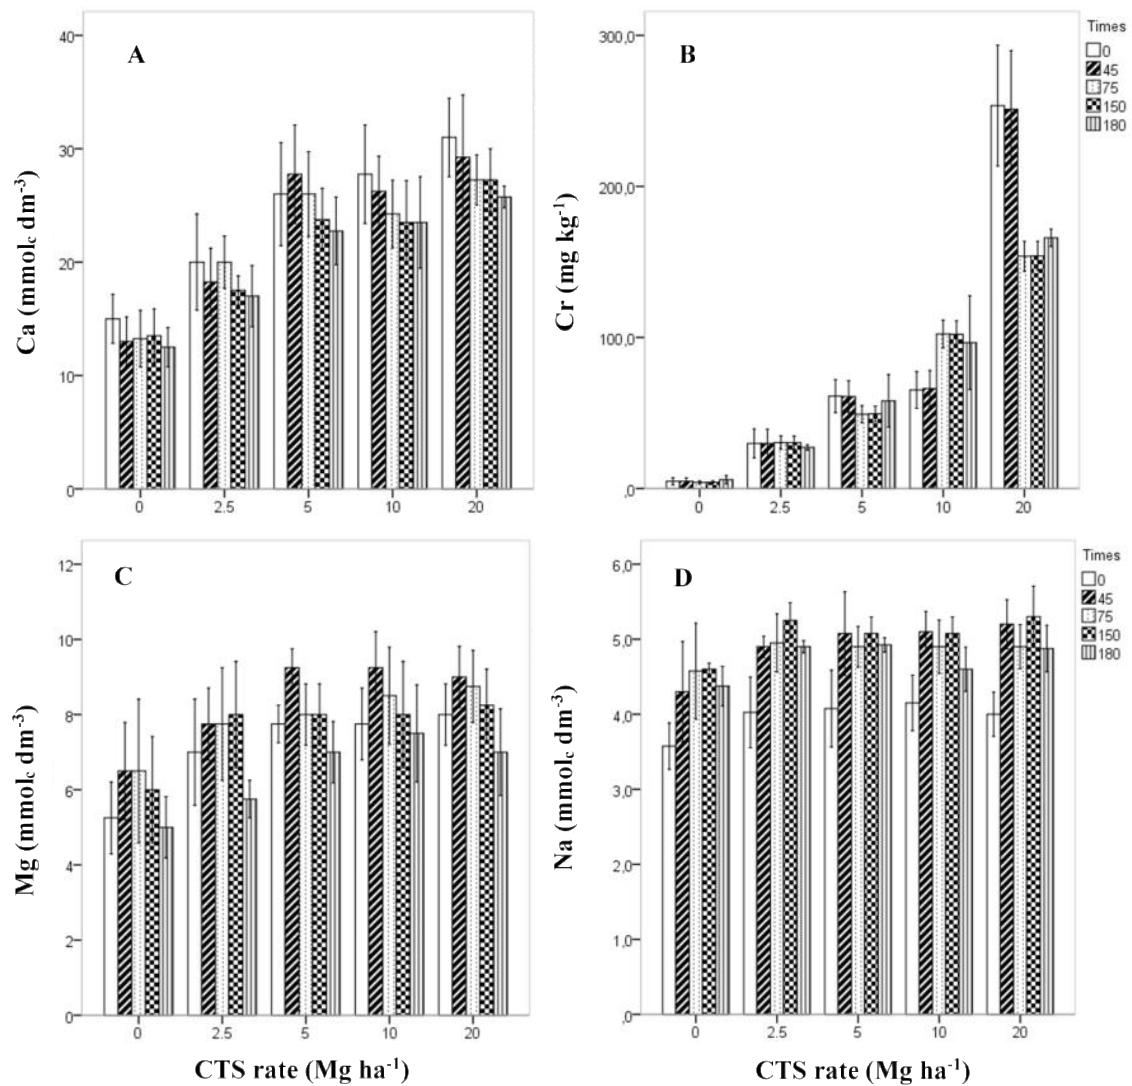 A
Ca (mmolc dm-3)
40
30
20
10
0
0 2.5 5 10 20
B
Cr (mg kg-1)
300,0
200,0
100,0
,0
0 2.5 5 10 20
Times
0
45
75
150
180
C
Mg (mmolc dm-3)
12
10
8
6
4
2
0
0 2.5 5 10 20
CTS rate (Mg ha-1)
D
Na (mmolc dm-3)
6,0
5,0
4,0
3,0
2,0
1,0
,0
0 2.5 5 10 20
CTS rate (Mg ha-1)
Times
0
45
75
150
180